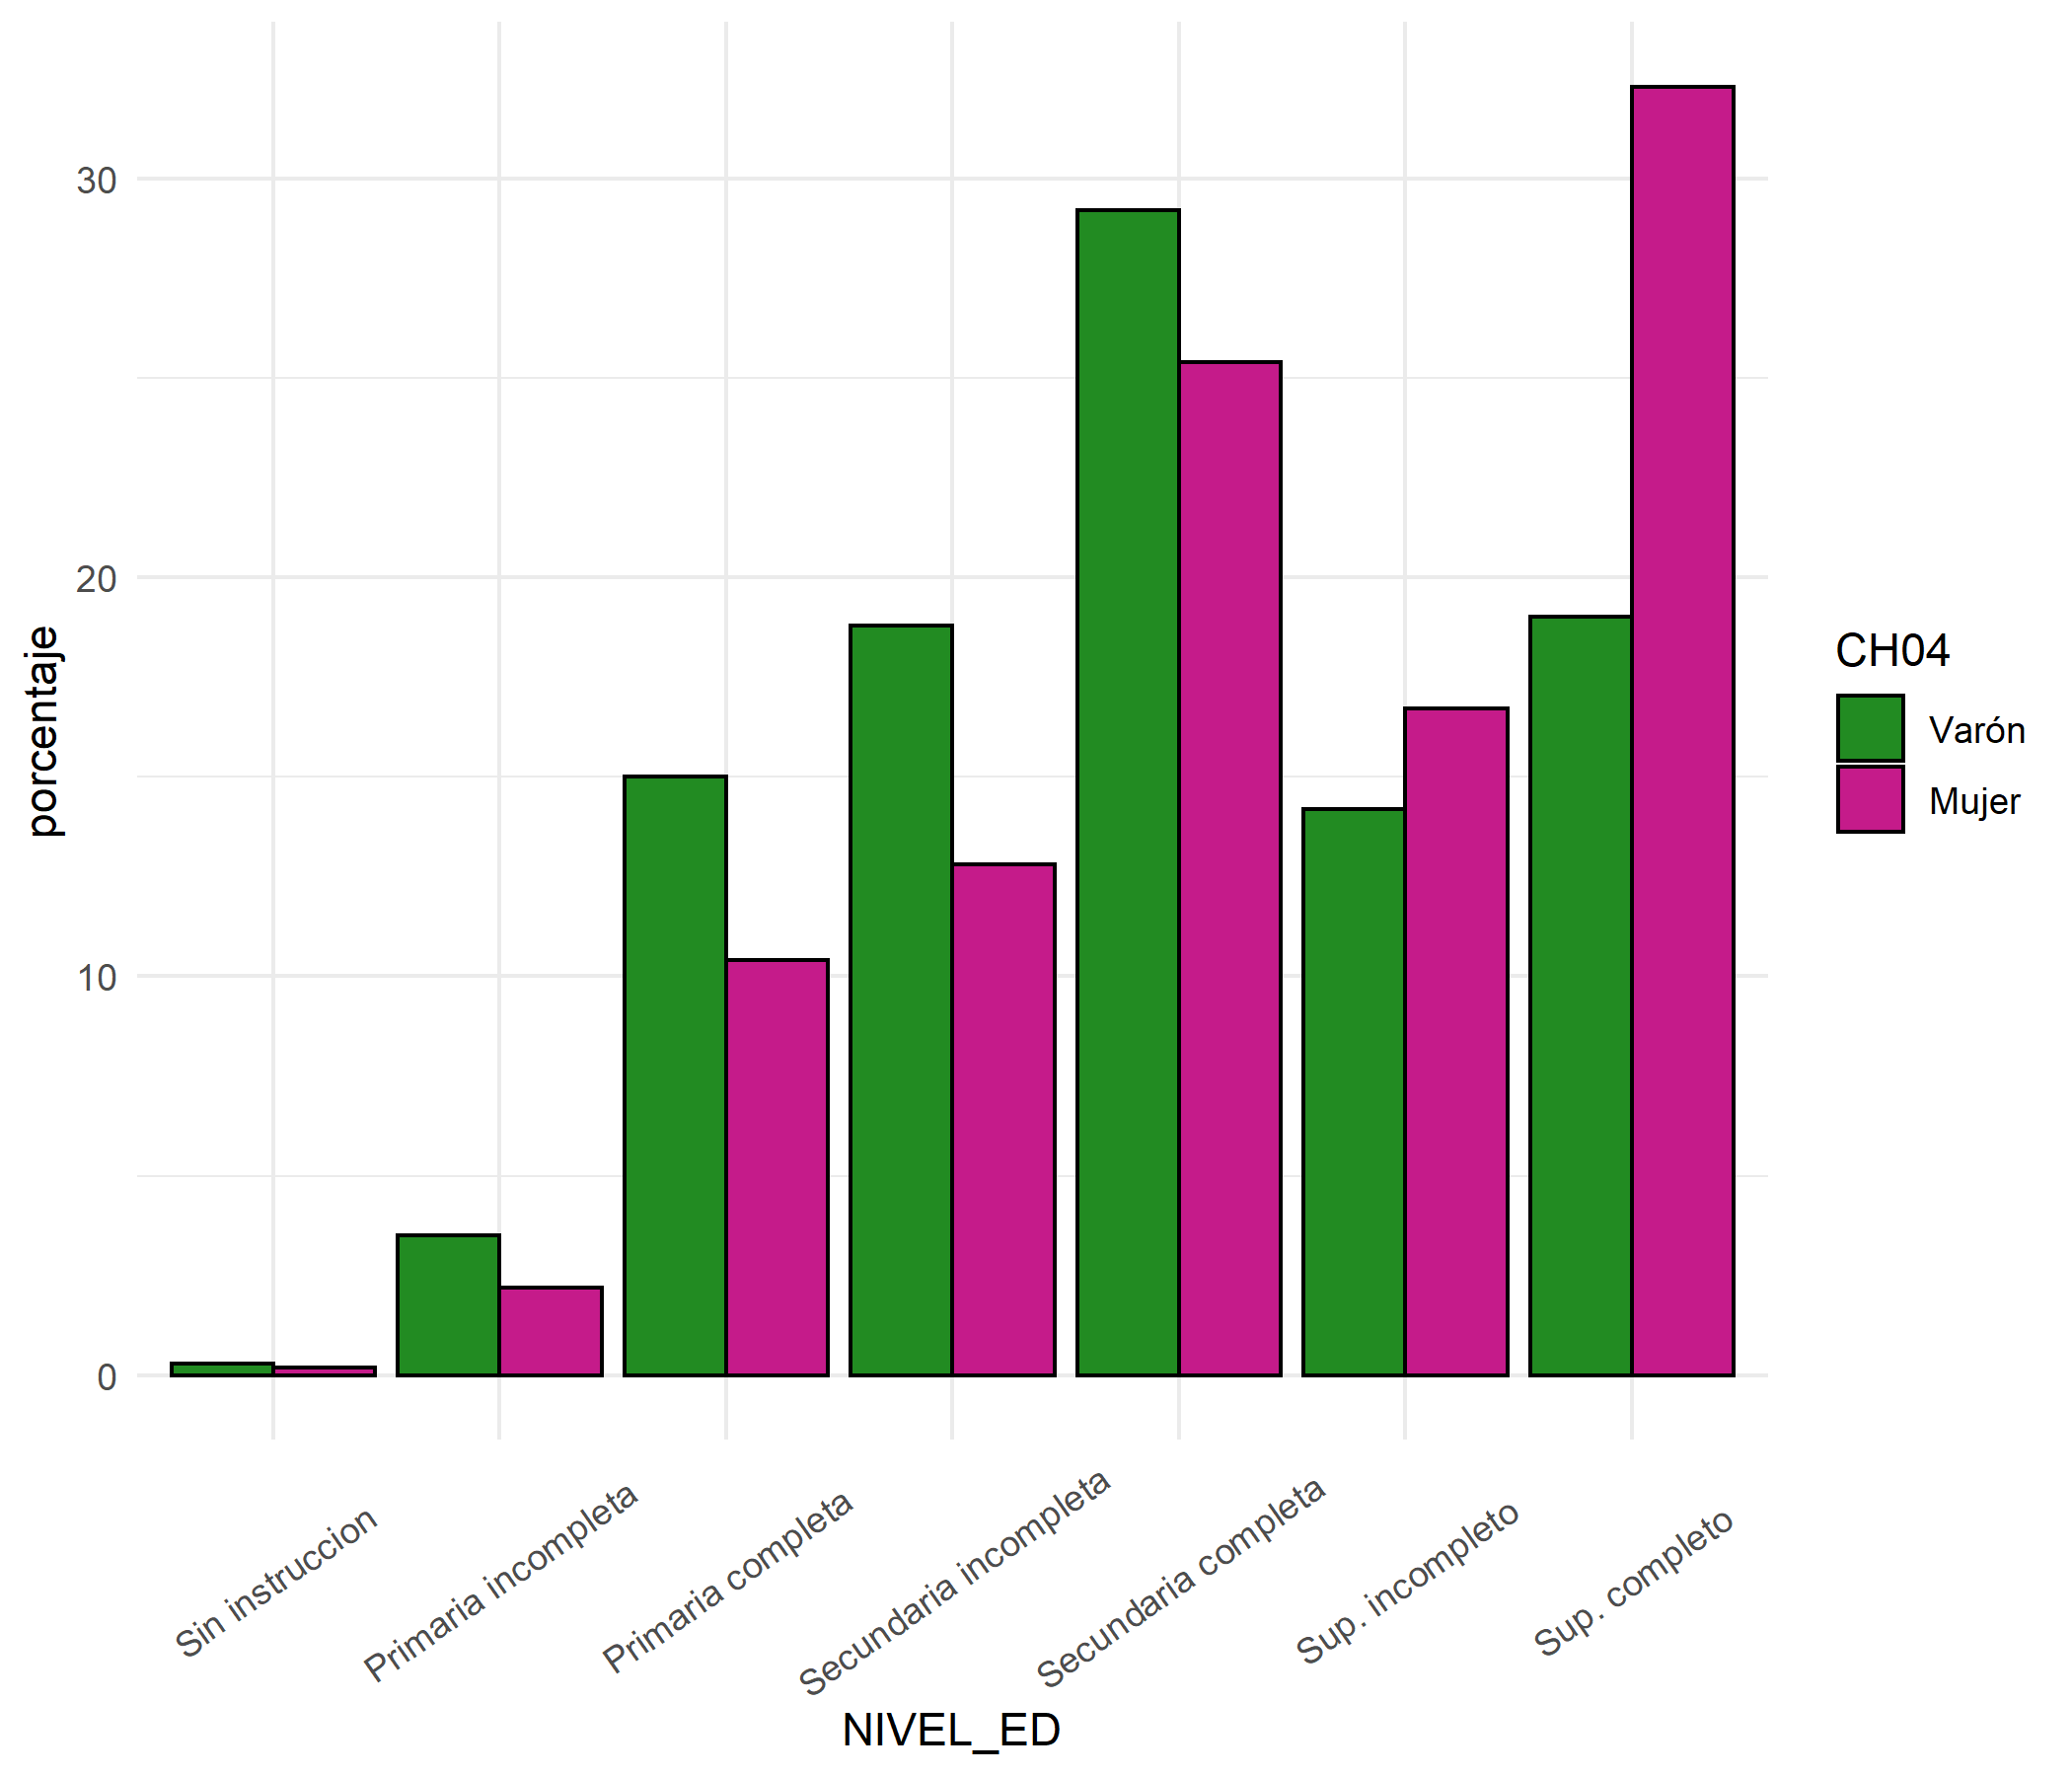 porcentaje
30
20
10
0
Sin instruccion
Primaria incompleta
Primaria completa
Secundaria incompleta
Secundaria completa
Sup. incompleto
Sup. completo
NIVEL_ED
CH04
Varón
Mujer